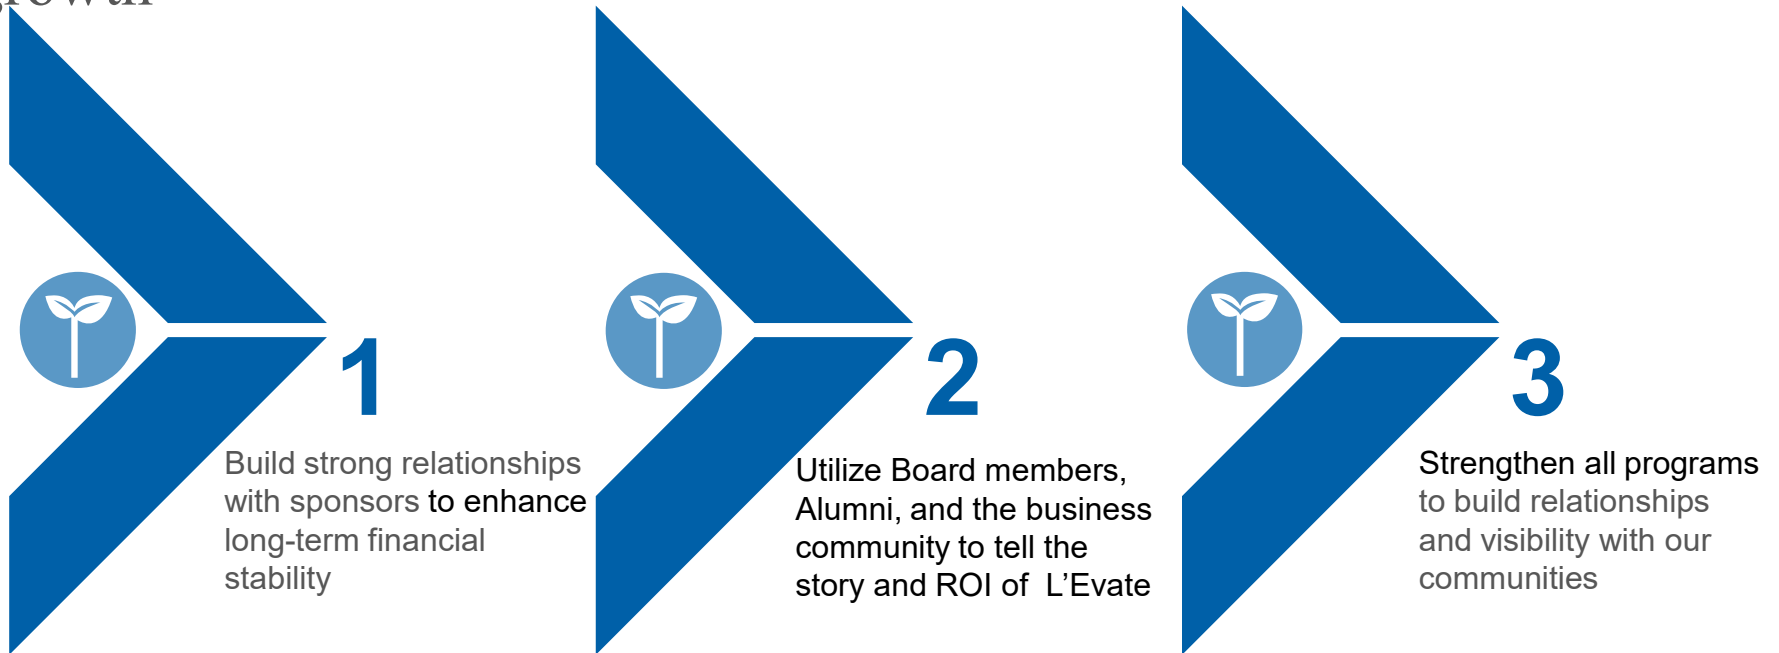 growth
1
Build strong relationships
with sponsors to enhance
long-term financial
stability
2
Utilize Board members,
Alumni, and the business
community to tell the
story and ROI of  L’Evate
3
Strengthen all programs
to build relationships
and visibility with our
communities